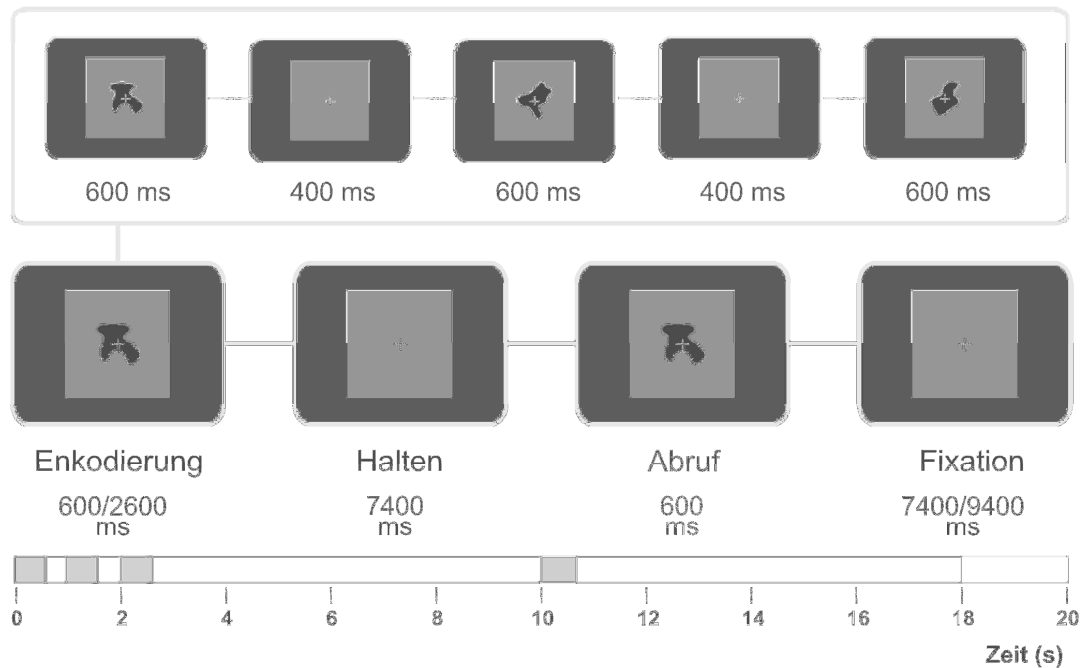 600 ms 400 ms 600 ms 400 ms 600 ms
Enkodierung Halten Abruf Fixation
600/2600 7400 600 7400/9400
ms ms ms ms
0 2 4 6 8 10 12 14 16 18 20
Zeit (s)